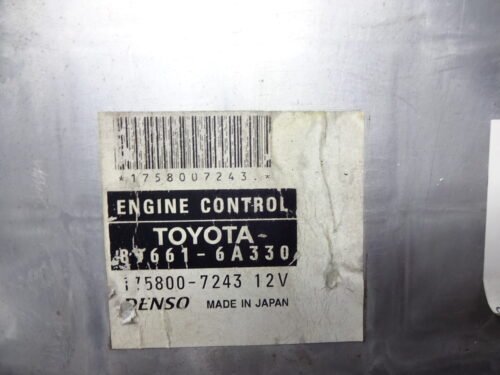 *1758007243.*
ENGINE CONTROL
TOYOTA
89661-6A330
175800-7243 12V
DENSO MADE IN JAPAN